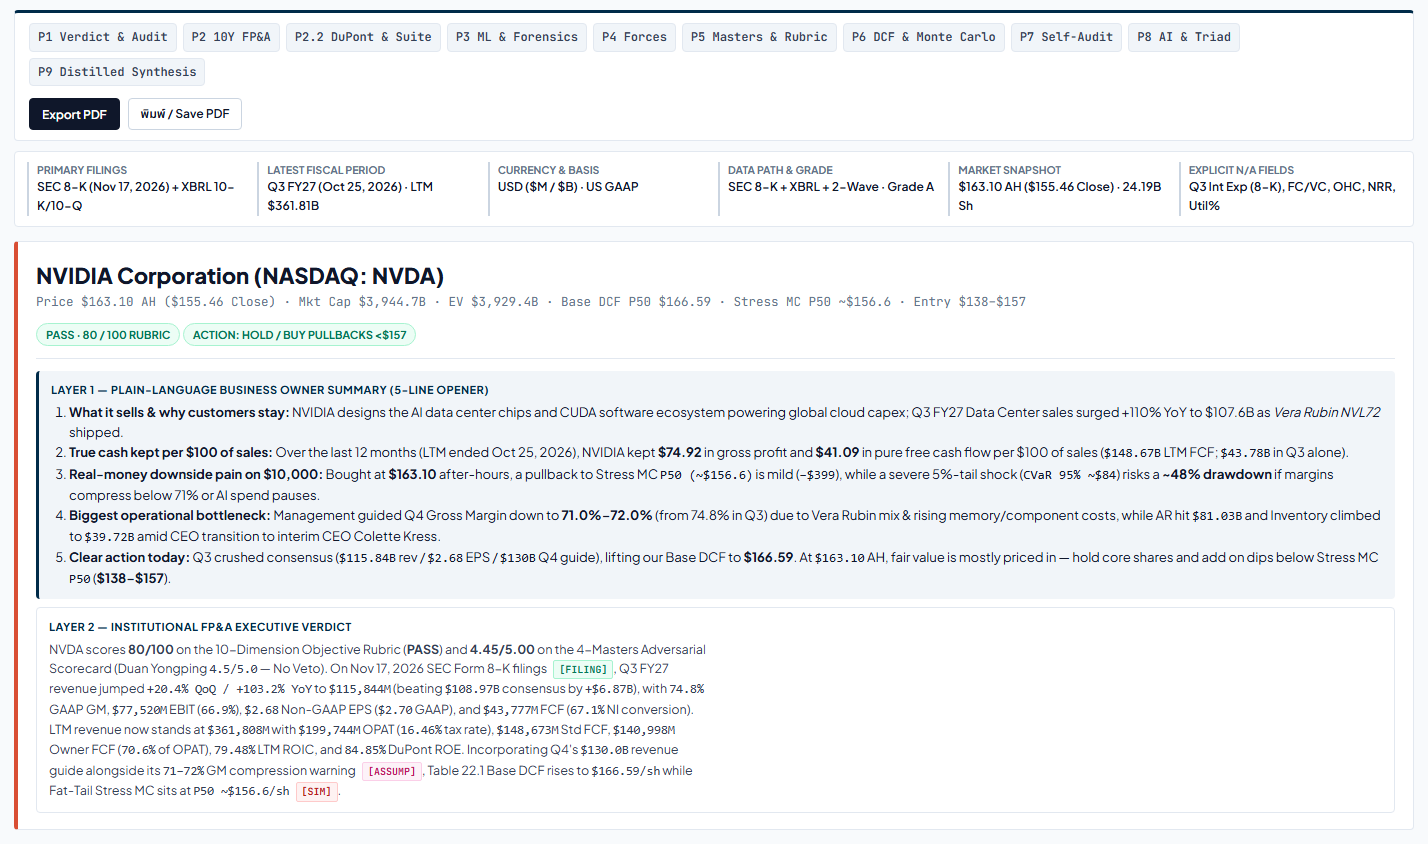 P1 Verdict & Audit
P2 10Y FP&A
P2.2 DuPont & Suite
P3 ML & Forensics
P4 Forces
P5 Masters & Rubric
P6 DCF & Monte Carlo
P7 Self-Audit
P8 AI & Triad
P9 Distilled Synthesis
Export PDF
พิมพ์ / Save PDF
PRIMARY FILINGS
SEC 8-K (Nov 17, 2026) + XBRL 10-
K/10-Q
LATEST FISCAL PERIOD
Q3 FY27 (Oct 25, 2026) · LTM
$361.81B
CURRENCY & BASIS
USD ($M / $B) · US GAAP
DATA PATH & GRADE
SEC 8-K + XBRL + 2-Wave · Grade A
MARKET SNAPSHOT
$163.10 AH ($155.46 Close) · 24.19B
Sh
EXPLICIT N/A FIELDS
Q3 Int Exp (8-K), FC/VC, OHC, NRR,
Util%
NVIDIA Corporation (NASDAQ: NVDA)
Price $163.10 AH ($155.46 Close) · Mkt Cap $3,944.7B · EV $3,929.4B · Base DCF P50 $166.59 · Stress MC P50 ~$156.6 · Entry $138–$157
PASS · 80 / 100 RUBRIC
ACTION: HOLD / BUY PULLBACKS <$157
LAYER 1 — PLAIN-LANGUAGE BUSINESS OWNER SUMMARY (5-LINE OPENER)
1. What it sells & why customers stay: NVIDIA designs the AI data center chips and CUDA software ecosystem powering global cloud capex; Q3 FY27 Data Center sales surged +110% YoY to $107.6B as Vera Rubin NVL72
shipped.
2. True cash kept per $100 of sales: Over the last 12 months (LTM ended Oct 25, 2026), NVIDIA kept $74.92 in gross profit and $41.09 in pure free cash flow per $100 of sales ($148.67B LTM FCF; $43.78B in Q3 alone).
3. Real-money downside pain on $10,000: Bought at $163.10 after-hours, a pullback to Stress MC P50 (~$156.6) is mild (-$399), while a severe 5%-tail shock (CVaR 95% ~$84) risks a ~48% drawdown if margins
compress below 71% or AI spend pauses.
4. Biggest operational bottleneck: Management guided Q4 Gross Margin down to 71.0%–72.0% (from 74.8% in Q3) due to Vera Rubin mix & rising memory/component costs, while AR hit $81.03B and Inventory climbed
to $39.72B amid CEO transition to interim CEO Colette Kress.
5. Clear action today: Q3 crushed consensus ($115.84B rev / $2.68 EPS / $130B Q4 guide), lifting our Base DCF to $166.59. At $163.10 AH, fair value is mostly priced in — hold core shares and add on dips below Stress MC
P50 ($138–$157).
LAYER 2 — INSTITUTIONAL FP&A EXECUTIVE VERDICT
NVDA scores 80/100 on the 10-Dimension Objective Rubric (PASS) and 4.45/5.00 on the 4-Masters Adversarial
Scorecard (Duan Yongping 4.5/5.0 — No Veto). On Nov 17, 2026 SEC Form 8-K filings [FILING], Q3 FY27
revenue jumped +20.4% QoQ / +103.2% YoY to $115,844M (beating $108.97B consensus by +$6.87B), with 74.8%
GAAP GM, $77,520M EBIT (66.9%), $2.68 Non-GAAP EPS ($2.70 GAAP), and $43,777M FCF (67.1% NI conversion).
LTM revenue now stands at $361,808M with $199,744M OPAT (16.46% tax rate), $148,673M Std FCF, $140,998M
Owner FCF (70.6% of OPAT), 79.48% LTM ROIC, and 84.85% DuPont ROE. Incorporating Q4's $130.0B revenue
guide alongside its 71–72% GM compression warning [ASSUMP], Table 22.1 Base DCF rises to $166.59/sh while
Fat-Tail Stress MC sits at P50 ~$156.6/sh [SIM].